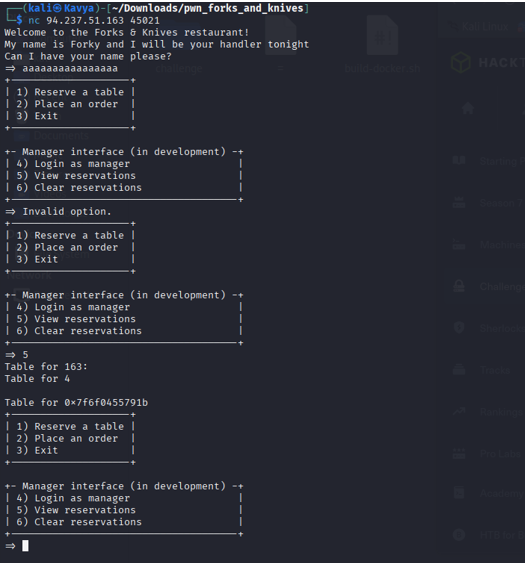 (kali㉿Kavya)-[~/Downloads/pwn_forks_and_knives]
$ nc 94.237.51.163 45021
Welcome to the Forks & Knives restaurant!
My name is Forky and I will be your handler tonight
Can I have your name please?
⇒ aaaaaaaaaaaaaaaa
+--------------------+
| 1) Reserve a table |
| 2) Place an order  |
| 3) Exit            |
+--------------------+
+- Manager interface (in development) -+
| 4) Login as manager                  |
| 5) View reservations                 |
| 6) Clear reservations                |
+--------------------------------------+
⇒ Invalid option.
+--------------------+
| 1) Reserve a table |
| 2) Place an order  |
| 3) Exit            |
+--------------------+
+- Manager interface (in development) -+
| 4) Login as manager                  |
| 5) View reservations                 |
| 6) Clear reservations                |
+--------------------------------------+
⇒ 5
Table for 163:
Table for 4
Table for 0×7f6f0455791b
+--------------------+
| 1) Reserve a table |
| 2) Place an order  |
| 3) Exit            |
+--------------------+
+- Manager interface (in development) -+
| 4) Login as manager                  |
| 5) View reservations                 |
| 6) Clear reservations                |
+--------------------------------------+
⇒